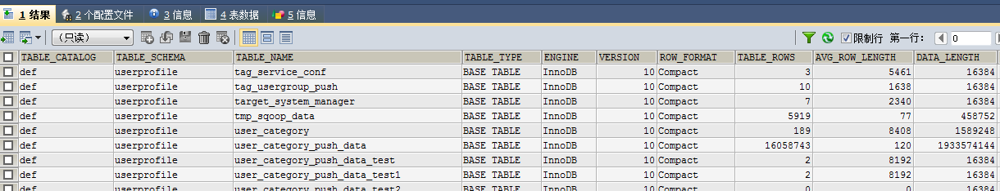 1 结果 2 个配置文件 3 信息 4 表数据 5 信息
（只读） 限制行 第一行： 0
TABLE_CATALOG TABLE_SCHEMA TABLE_NAME TABLE_TYPE ENGINE VERSION ROW_FORMAT TABLE_ROWS AVG_ROW_LENGTH DATA_LENGTH
def userprofile tag_service_conf BASE TABLE InnoDB 10 Compact 3 5461 16384
def userprofile tag_usergroup_push BASE TABLE InnoDB 10 Compact 10 1638 16384
def userprofile target_system_manager BASE TABLE InnoDB 10 Compact 7 2340 16384
def userprofile tmp_sqoop_data BASE TABLE InnoDB 10 Compact 5919 77 458752
def userprofile user_category BASE TABLE InnoDB 10 Compact 189 8408 1589248
def userprofile user_category_push_data BASE TABLE InnoDB 10 Compact 16058743 120 1933574144
def userprofile user_category_push_data_test BASE TABLE InnoDB 10 Compact 2 8192 16384
def userprofile user_category_push_data_test1 BASE TABLE InnoDB 10 Compact 2 8192 16384
def userprofile user_category_push_data_test2 BASE TABLE InnoDB 10 Compact 0 0 16384